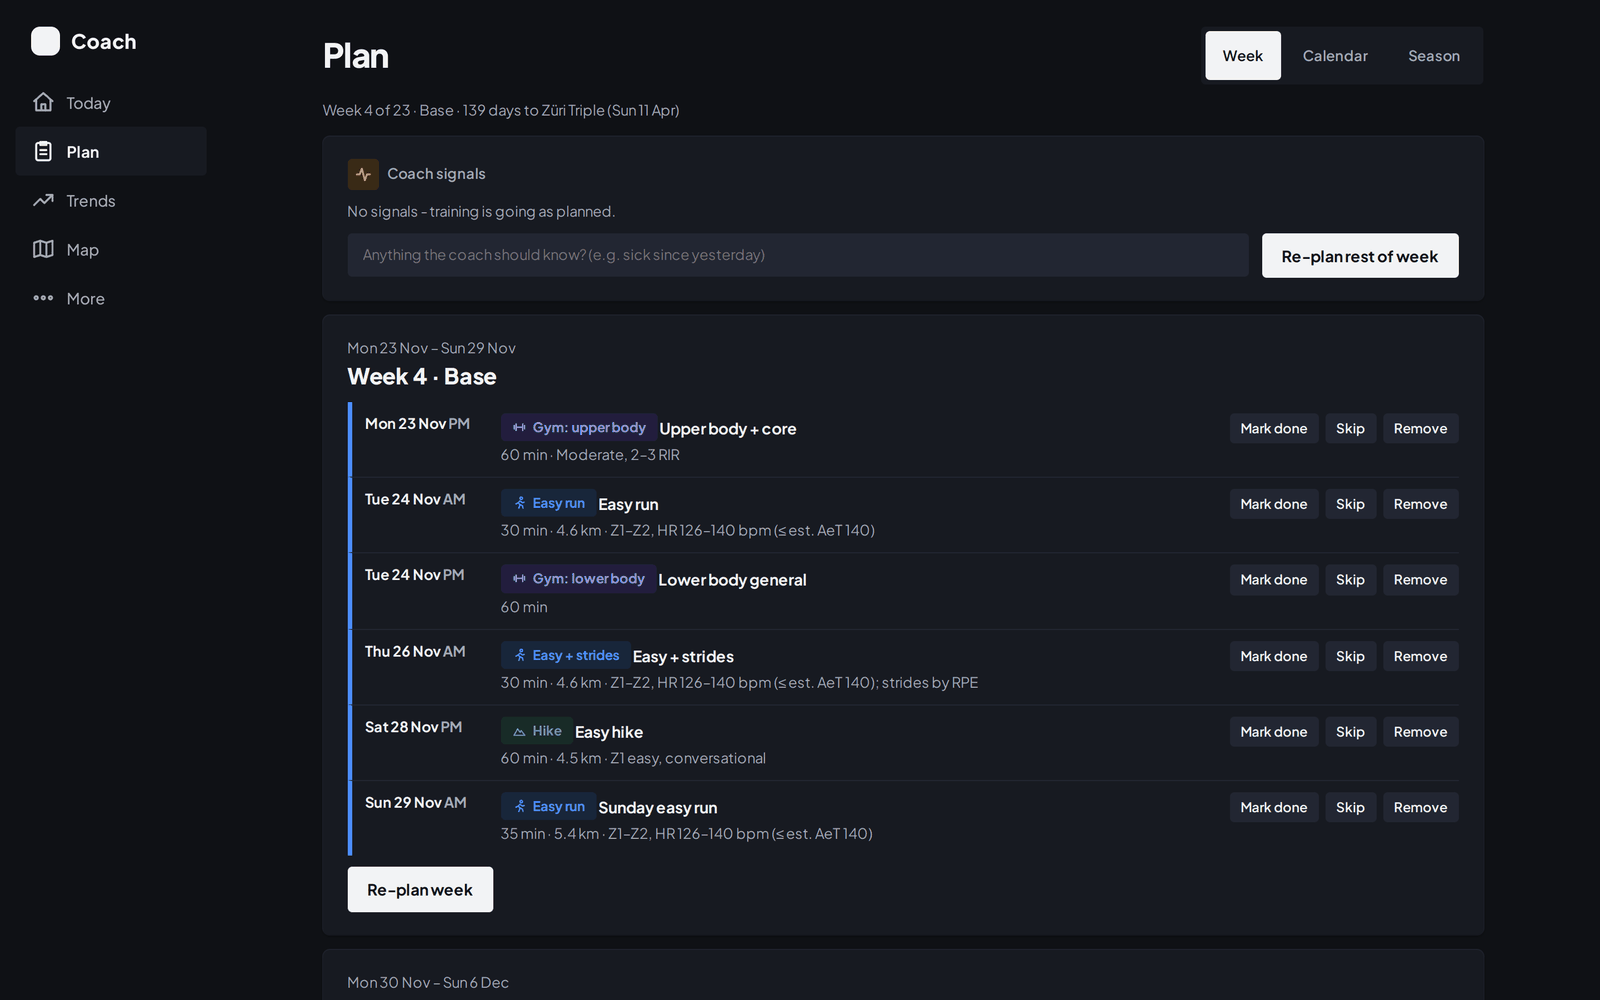 Coach
Today
Plan
Trends
Map
More
Plan
Week Calendar Season
Week 4 of 23 · Base · 139 days to Züri Triple (Sun 11 Apr)
Coach signals
No signals - training is going as planned.
Anything the coach should know? (e.g. sick since yesterday)
Re-plan rest of week
Mon 23 Nov – Sun 29 Nov
Week 4 · Base
Mon 23 Nov PM Gym: upper body Upper body + core Mark done Skip Remove
60 min · Moderate, 2–3 RIR
Tue 24 Nov AM Easy run Easy run Mark done Skip Remove
30 min · 4.6 km · Z1–Z2, HR 126–140 bpm (≤ est. AeT 140)
Tue 24 Nov PM Gym: lower body Lower body general Mark done Skip Remove
60 min
Thu 26 Nov AM Easy + strides Easy + strides Mark done Skip Remove
30 min · 4.6 km · Z1–Z2, HR 126–140 bpm (≤ est. AeT 140); strides by RPE
Sat 28 Nov PM Hike Easy hike Mark done Skip Remove
60 min · 4.5 km · Z1 easy, conversational
Sun 29 Nov AM Easy run Sunday easy run Mark done Skip Remove
35 min · 5.4 km · Z1–Z2, HR 126–140 bpm (≤ est. AeT 140)
Re-plan week
Mon 30 Nov – Sun 6 Dec